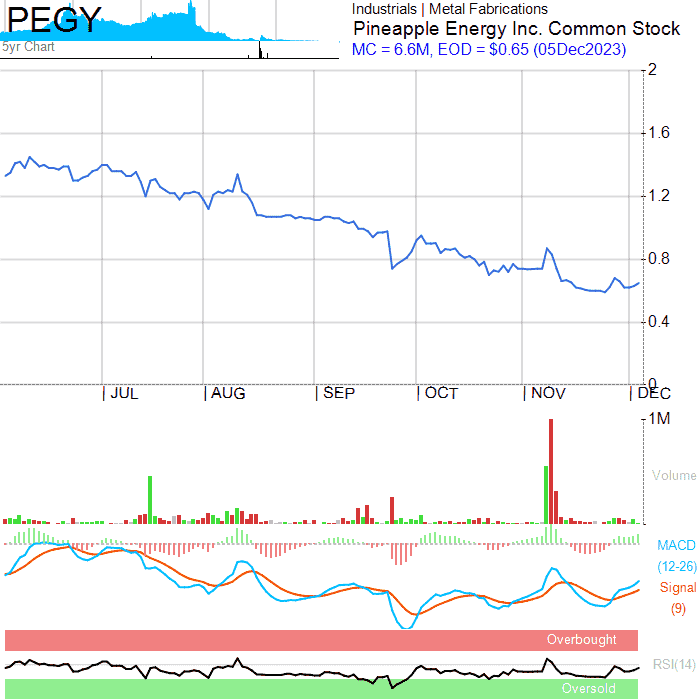 PEGY
5yr Chart
Industrials | Metal Fabrications
Pineapple Energy Inc. Common Stock
MC = 6.6M, EOD = $0.65 (05Dec2023)
2
1.6
1.2
0.8
0.4
0
| JUL | AUG | SEP | OCT | NOV | DEC
1M
Volume
MACD
(12-26)
Signal
(9)
Overbought
RSI(14)
Oversold